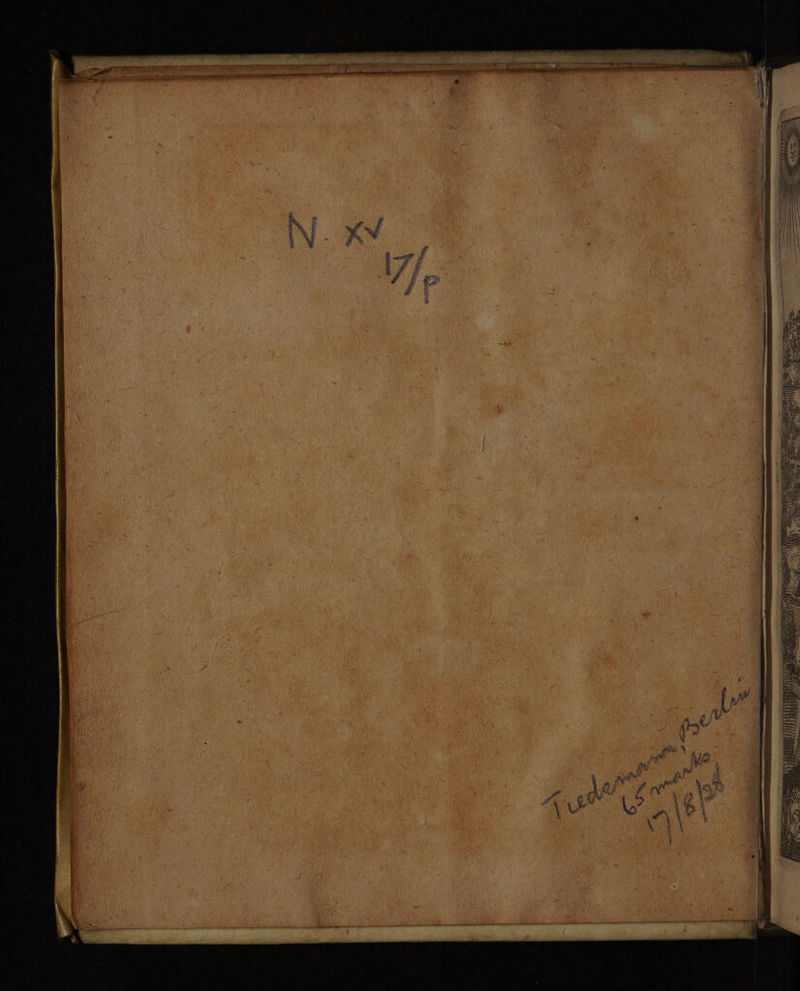 N. XV
17/p
Tiedemann, Berlin
65 marks
17/8/28